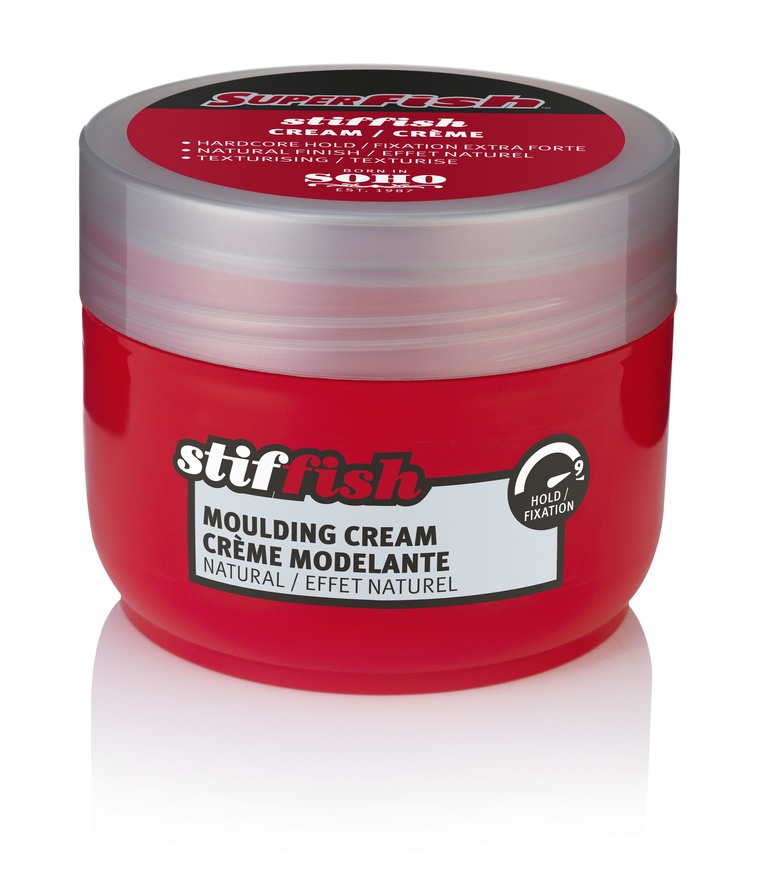 SUPERfish
stiffish
CREAM / CRÈME
• HARDCORE HOLD / FIXATION EXTRA FORTE
• NATURAL FINISH / EFFET NATUREL
• TEXTURISING / TEXTURISE
BORN IN
SOHO
EST. 1987
stiffish
9
HOLD /
FIXATION
MOULDING CREAM
CRÈME MODELANTE
NATURAL / EFFET NATUREL